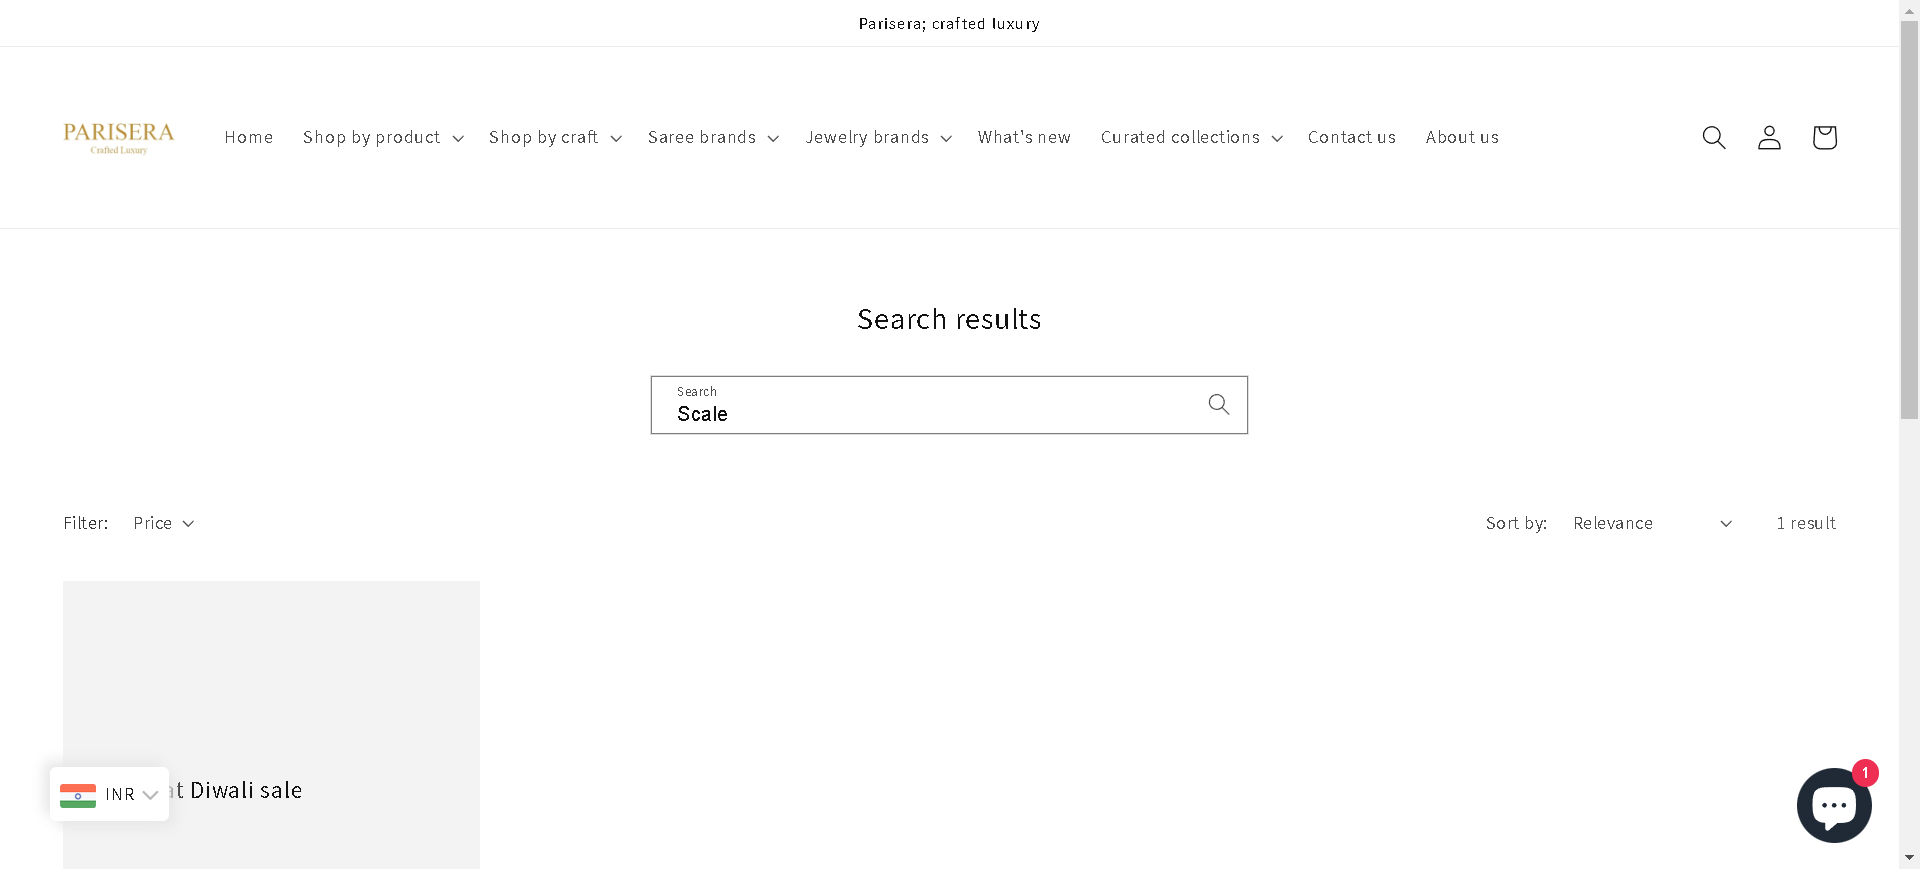 Parisera; crafted luxury
PARISERA
Crafted Luxury
Home
Shop by product
Shop by craft
Saree brands
Jewelry brands
What's new
Curated collections
Contact us
About us
Search results
Search
Scale
Filter:
Price
Sort by:
Relevance
1 result
Diwali sale
INR
1